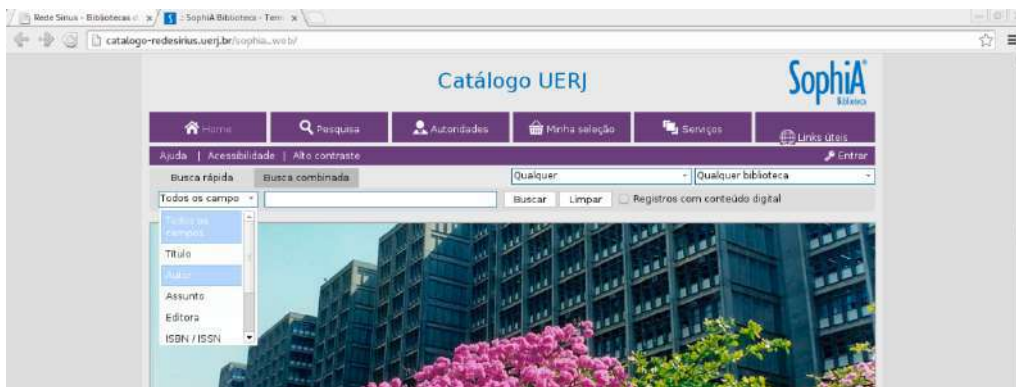 Rede Sirius - Bibliotecas d
: SophiA Biblioteca - Term
catalogo-redesirius.uerj.br/sophia_web/
Catálogo UERJ
SophiA
Biblioteca
Home
Pesquisa
Autoridades
Minha seleção
Serviços
Links úteis
Ajuda | Acessibilidade | Alto contraste
Entrar
Busca rápida
Busca combinada
Qualquer
Qualquer biblioteca
Todos os campo
Buscar
Limpar
Registros com conteúdo digital
Todos os
campos
Título
Autor
Assunto
Editora
ISBN / ISSN